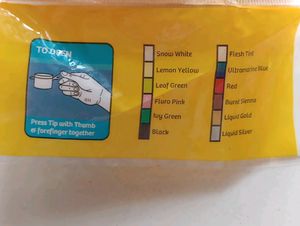 TO OPEN
Press Tip with Thumb
& forefinger together
Snow White
Lemon Yellow
Leaf Green
Fluro Pink
Ivy Green
Black
Flesh Tint
Ultramarine Blue
Red
Burnt Sienna
Liquid Gold
Liquid Silver